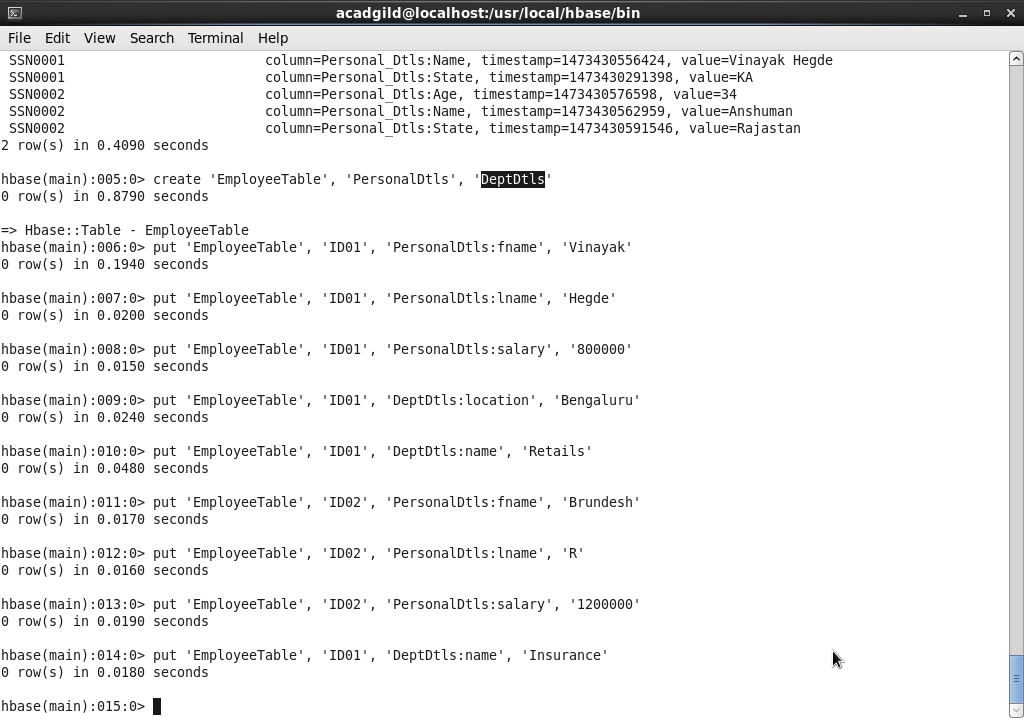 acadgild@localhost:/usr/local/hbase/bin
File Edit View Search Terminal Help
SSN0001 column=Personal_Dtls:Name, timestamp=1473430556424, value=Vinayak Hegde
SSN0001 column=Personal_Dtls:State, timestamp=1473430291398, value=KA
SSN0002 column=Personal_Dtls:Age, timestamp=1473430576598, value=34
SSN0002 column=Personal_Dtls:Name, timestamp=1473430562959, value=Anshuman
SSN0002 column=Personal_Dtls:State, timestamp=1473430591546, value=Rajastan
2 row(s) in 0.4090 seconds
hbase(main):005:0> create 'EmployeeTable', 'PersonalDtls', 'DeptDtls'
0 row(s) in 0.8790 seconds
=> Hbase::Table - EmployeeTable
hbase(main):006:0> put 'EmployeeTable', 'ID01', 'PersonalDtls:fname', 'Vinayak'
0 row(s) in 0.1940 seconds
hbase(main):007:0> put 'EmployeeTable', 'ID01', 'PersonalDtls:lname', 'Hegde'
0 row(s) in 0.0200 seconds
hbase(main):008:0> put 'EmployeeTable', 'ID01', 'PersonalDtls:salary', '800000'
0 row(s) in 0.0150 seconds
hbase(main):009:0> put 'EmployeeTable', 'ID01', 'DeptDtls:location', 'Bengaluru'
0 row(s) in 0.0240 seconds
hbase(main):010:0> put 'EmployeeTable', 'ID01', 'DeptDtls:name', 'Retails'
0 row(s) in 0.0480 seconds
hbase(main):011:0> put 'EmployeeTable', 'ID02', 'PersonalDtls:fname', 'Brundesh'
0 row(s) in 0.0170 seconds
hbase(main):012:0> put 'EmployeeTable', 'ID02', 'PersonalDtls:lname', 'R'
0 row(s) in 0.0160 seconds
hbase(main):013:0> put 'EmployeeTable', 'ID02', 'PersonalDtls:salary', '1200000'
0 row(s) in 0.0190 seconds
hbase(main):014:0> put 'EmployeeTable', 'ID01', 'DeptDtls:name', 'Insurance'
0 row(s) in 0.0180 seconds
hbase(main):015:0>